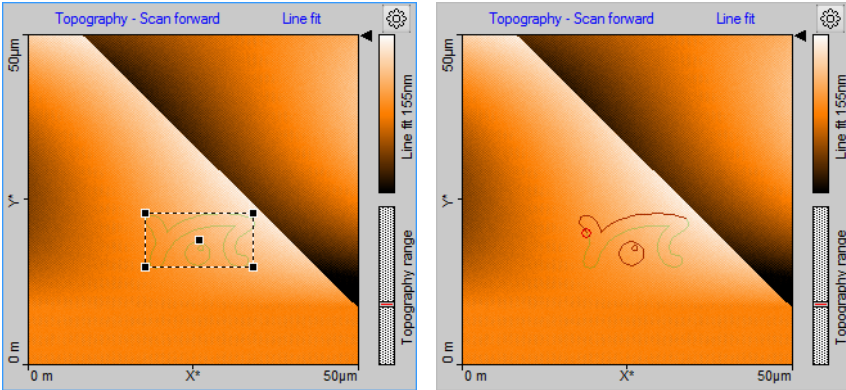 Topography - Scan forward Line fit
50µm
Y*
0 m
0 m X* 50µm
Line fit 155nm
Topography range
Topography - Scan forward Line fit
50µm
Y*
0 m
0 m X* 50µm
Line fit 155nm
Topography range